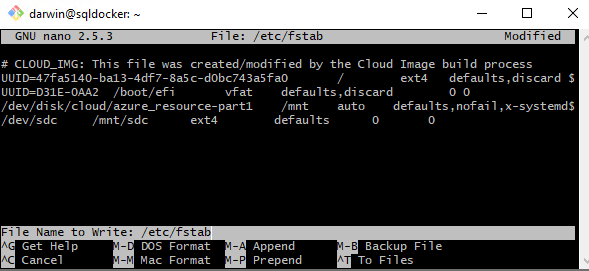 darwin@sqldocker: ~
GNU nano 2.5.3 File: /etc/fstab Modified
# CLOUD_IMG: This file was created/modified by the Cloud Image build process
UUID=47fa5140-ba13-4df7-8a5c-d0bc743a5fa0 / ext4 defaults,discard $
UUID=D31E-0AA2 /boot/efi vfat defaults,discard 0 0
/dev/disk/cloud/azure_resource-part1 /mnt auto defaults,nofail,x-systemd$
/dev/sdc /mnt/sdc ext4 defaults 0 0
File Name to Write: /etc/fstab
^G Get Help M-D DOS Format M-A Append M-B Backup File
^C Cancel M-M Mac Format M-P Prepend ^T To Files